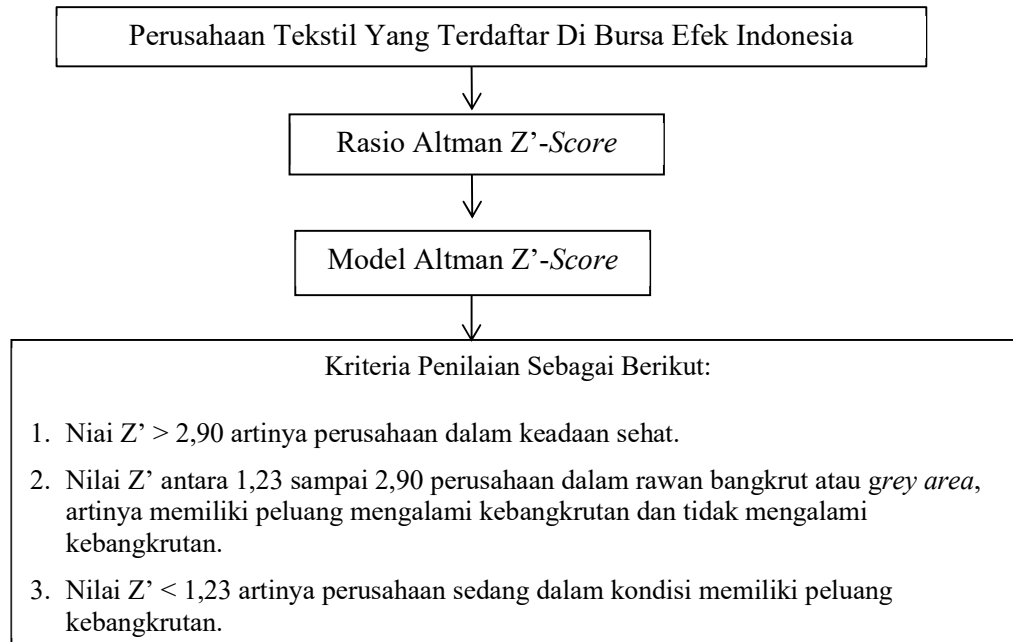 Perusahaan Tekstil Yang Terdaftar Di Bursa Efek Indonesia
Rasio Altman Z’-Score
Model Altman Z’-Score
Kriteria Penilaian Sebagai Berikut:
1. Niai Z’ > 2,90 artinya perusahaan dalam keadaan sehat.
2. Nilai Z’ antara 1,23 sampai 2,90 perusahaan dalam rawan bangkrut atau grey area,
artinya memiliki peluang mengalami kebangkrutan dan tidak mengalami
kebangkrutan.
3. Nilai Z’ < 1,23 artinya perusahaan sedang dalam kondisi memiliki peluang
kebangkrutan.